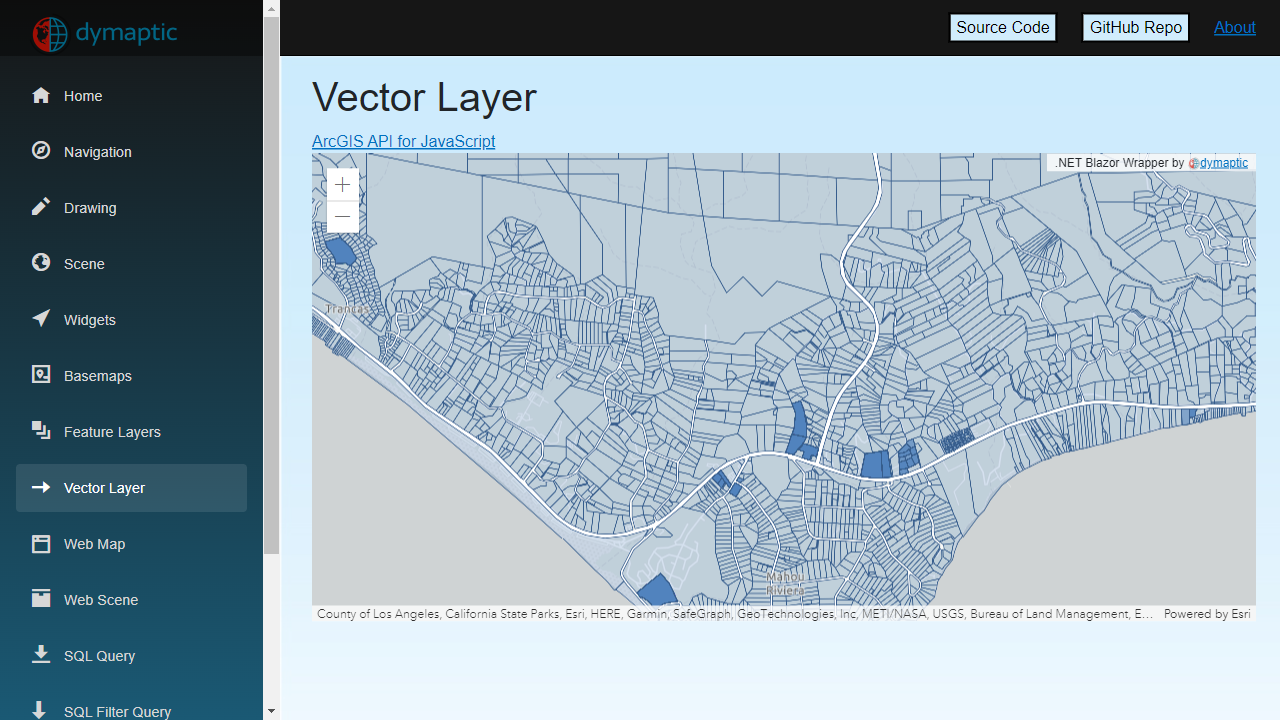 dymaptic
Source Code
GitHub Repo
About
Home
Navigation
Drawing
Scene
Widgets
Basemaps
Feature Layers
Vector Layer
Web Map
Web Scene
SQL Query
SQL Filter Query
Vector Layer
ArcGIS API for JavaScript
.NET Blazor Wrapper by dymaptic
Trancas
Malibu
Riviera
County of Los Angeles, California State Parks, Esri, HERE, Garmin, SafeGraph, GeoTechnologies, Inc, METI/NASA, USGS, Bureau of Land Management, E...
Powered by Esri